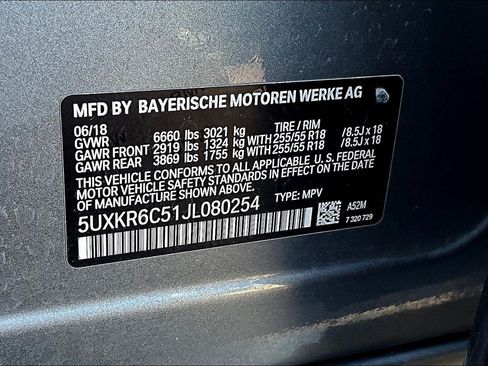 MFD BY BAYERISCHE MOTOREN WERKE AG
06/18 TIRE / RIM
GVWR 6660 lbs 3021 kg
GAWR FRONT 2919 lbs 1324 kg WITH 255/55 R18 /8.5J x 18
GAWR REAR 3869 lbs 1755 kg WITH 255/55 R18 /8.5J x 18
THIS VEHICLE CONFORMS TO ALL APPLICABLE U.S. FEDERAL
MOTOR VEHICLE SAFETY STANDARDS IN EFFECT ON THE
DATE OF MANUFACTURE SHOWN ABOVE.
5UXKR6C51JL080254 TYPE: MPV
A52M
7 320 729